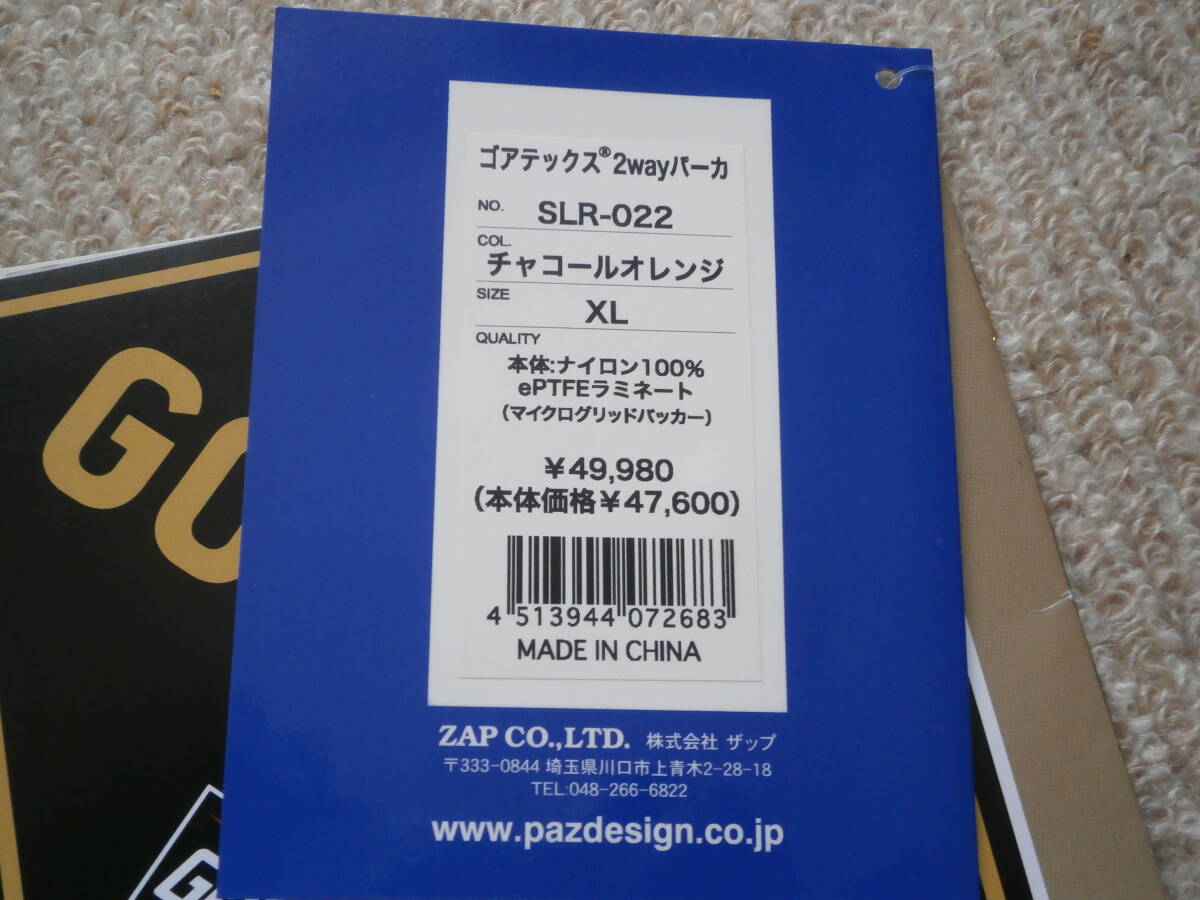 ゴアテックス®2wayパーカ
NO. SLR-022
COL. チャコールオレンジ
SIZE XL
QUALITY
本体:ナイロン100%
ePTFEラミネート
(マイクログリッドバッカー)
¥49,980
(本体価格¥47,600)
4 513944 072683
MADE IN CHINA
ZAP CO.,LTD. 株式会社 ザップ
〒333-0844 埼玉県川口市上青木2-28-18
TEL:048-266-6822
www.pazdesign.co.jp
GO